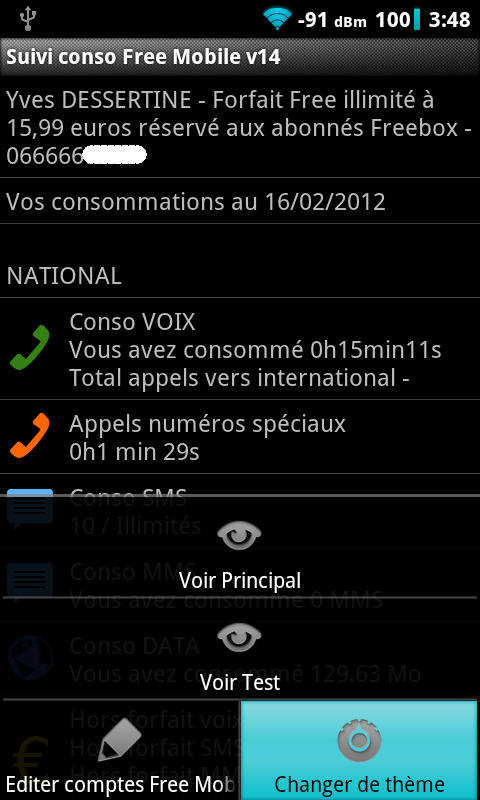 -91 dBm 100 3:48
Suivi conso Free Mobile v14
Yves DESSERTINE - Forfait Free illimité à
15,99 euros réservé aux abonnés Freebox -
066666
Vos consommations au 16/02/2012
NATIONAL
Conso VOIX
Vous avez consommé 0h15min11s
Total appels vers international -
Appels numéros spéciaux
0h1 min 29s
Conso SMS
10 / Illimités
Voir Principal
Conso MMS
Vous avez consommé 0 MMS
Voir Test
Conso DATA
Vous avez consommé 129.63 Mo
Hors forfait voix
Hors forfait SMS
Hors forfait MM
Editer comptes Free Mob
Changer de thème